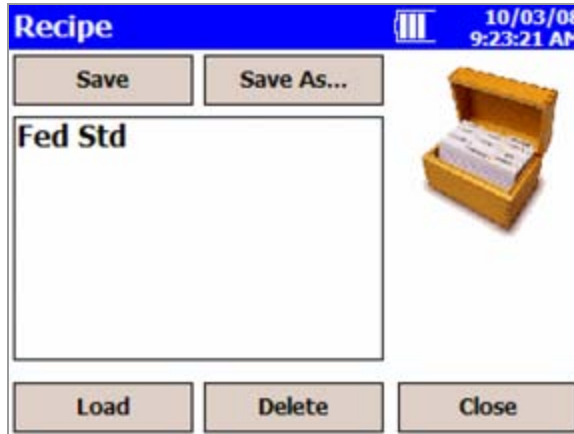 Recipe
10/03/08
9:23:21 AM
Save
Save As...
Fed Std
Load
Delete
Close